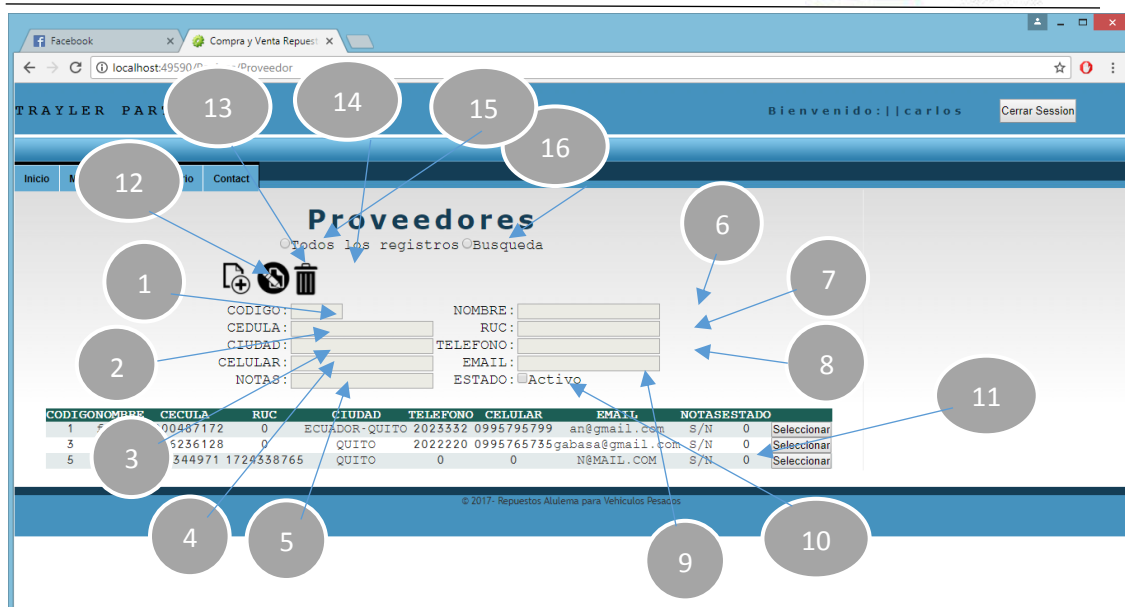 Facebook
Compra y Venta Repuest
localhost:49590/ /Proveedor
TRAYLER
Bienvenido:||carlos
Cerrar Session
13
14
15
16
12
Inicio
Contact
Proveedores
Todos los registros Busqueda
6
1
7
CODIGO:
NOMBRE:
CEDULA:
RUC:
CIUDAD:
TELEFONO:
CELULAR:
EMAIL:
NOTAS:
ESTADO: Activo
2
8
11
CODIGO NOMBRE CECULA RUC CIUDAD TELEFONO CELULAR EMAIL NOTAS ESTADO
1 00487172 0 ECUADOR-QUITO 2023332 0995795799 an@gmail.com S/N 0 Seleccionar
3 5236128 0 QUITO 2022220 0995765735 gabasa@gmail.com S/N 0 Seleccionar
5 344971 1724338765 QUITO 0 0 N@MAIL.COM S/N 0 Seleccionar
3
© 2017- Repuestos Alulema para Vehiculos Pesados
4
5
9
10